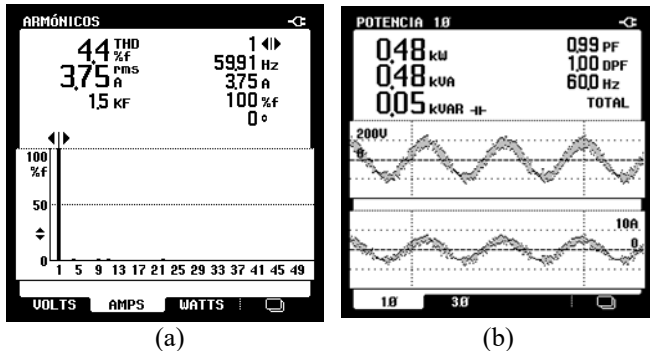 ARMÓNICOS
4.4 THD %f
3.75 rms A
1.5 KF
1
59.91 Hz
3.75 A
100 %f
0 °
100
%f
50
0
1 5 9 13 17 21 25 29 33 37 41 45 49
VOLTS AMPS WATTS
(a)
POTENCIA 1Ø
0.48 kW
0.48 kVA
0.05 kVAR
0.99 PF
1.00 DPF
60.0 Hz
TOTAL
200V
0
10A
0
1Ø 3Ø
(b)